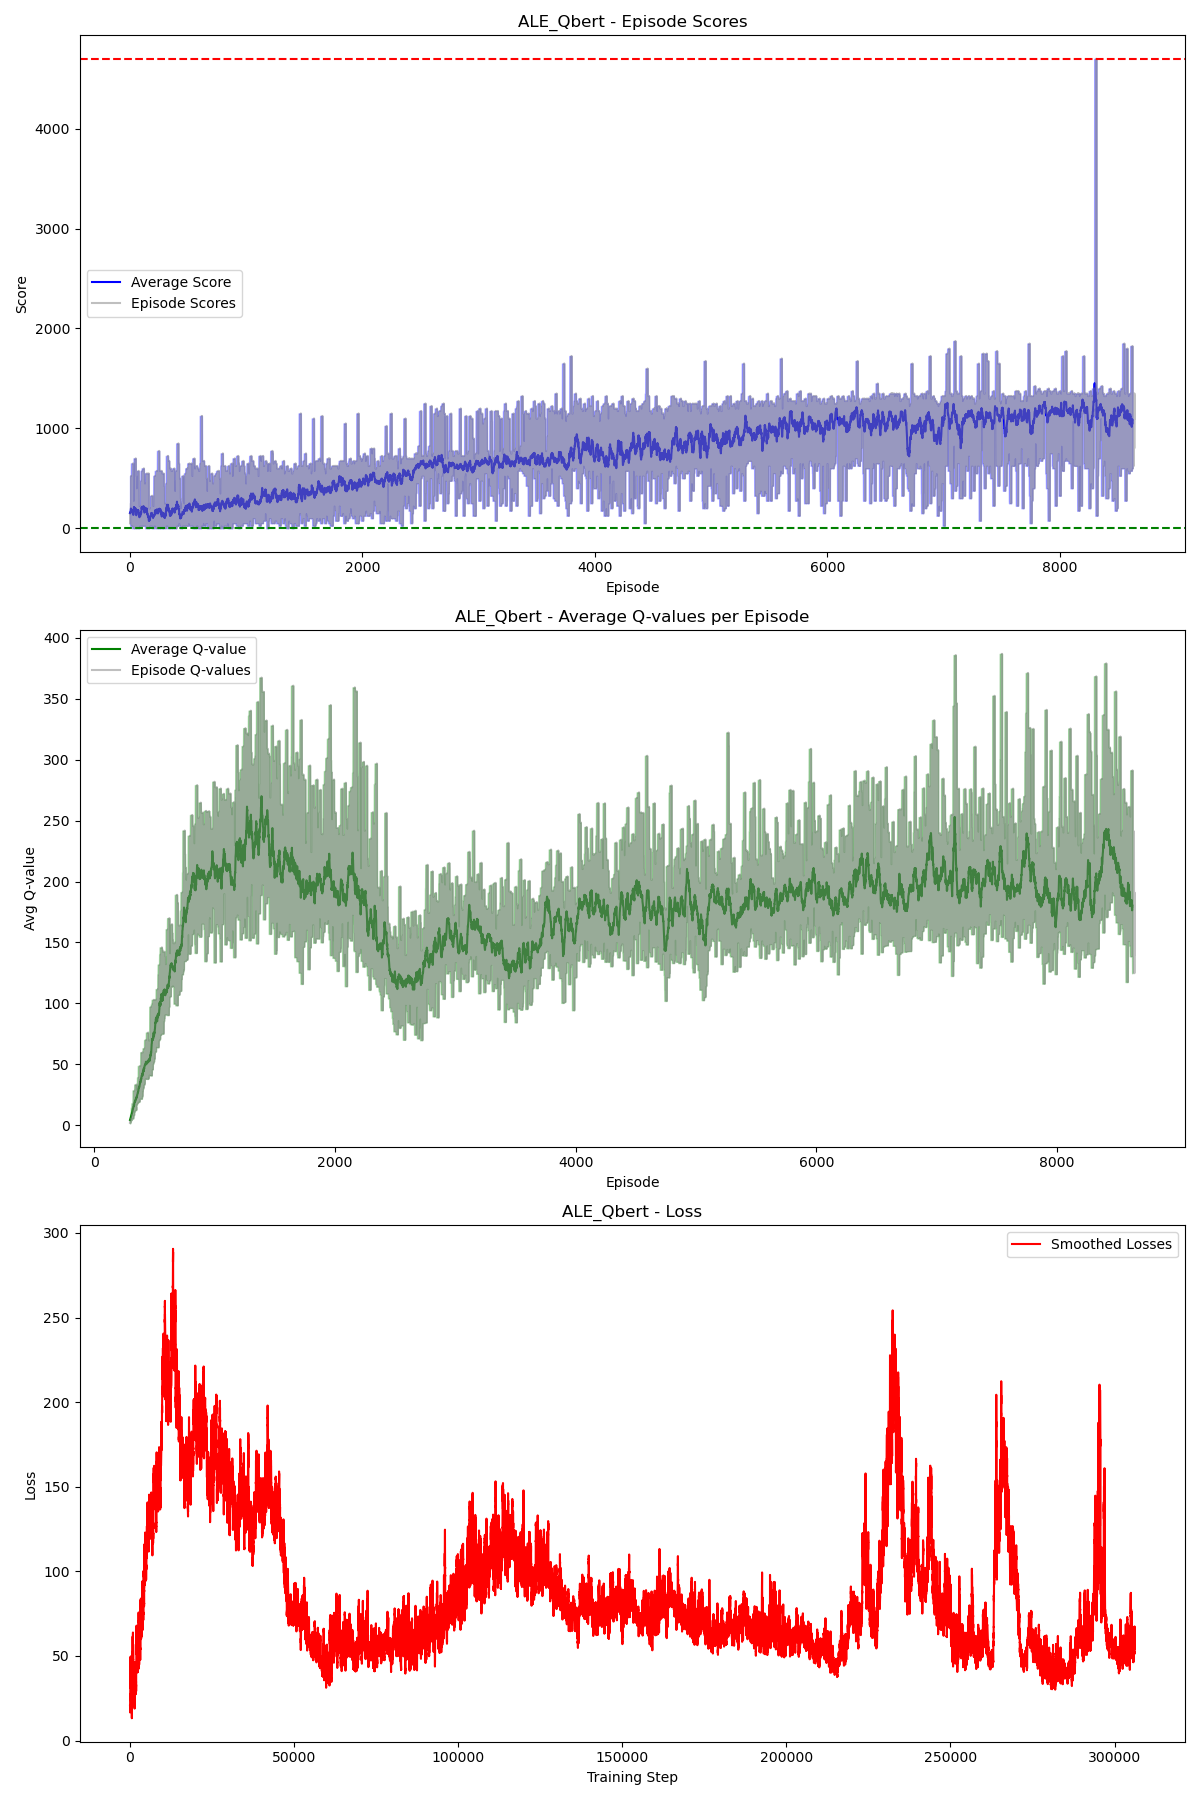 ALE_Qbert - Episode Scores
4000
3000
2000
1000
0
Score
Average Score
Episode Scores
0 2000 4000 6000 8000
Episode
ALE_Qbert - Average Q-values per Episode
400
350
300
250
200
150
100
50
0
Avg Q-value
Average Q-value
Episode Q-values
0 2000 4000 6000 8000
Episode
ALE_Qbert - Loss
300
250
200
150
100
50
0
Loss
Smoothed Losses
0 50000 100000 150000 200000 250000 300000
Training Step